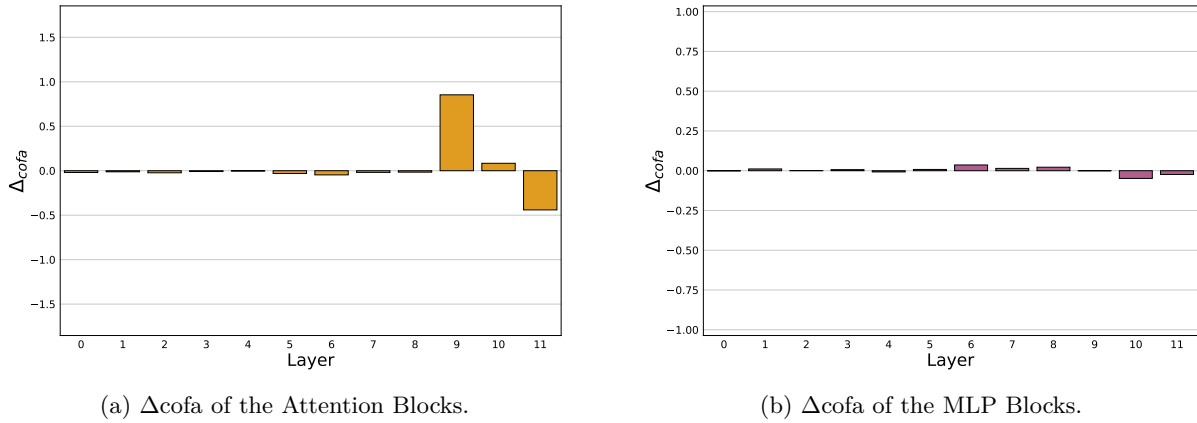 1.5
1.0
0.5
0.0
−0.5
−1.0
−1.5
Δcofa
0 1 2 3 4 5 6 7 8 9 10 11
Layer
(a) Δcofa of the Attention Blocks.
1.00
0.75
0.50
0.25
0.00
−0.25
−0.50
−0.75
−1.00
Δcofa
0 1 2 3 4 5 6 7 8 9 10 11
Layer
(b) Δcofa of the MLP Blocks.